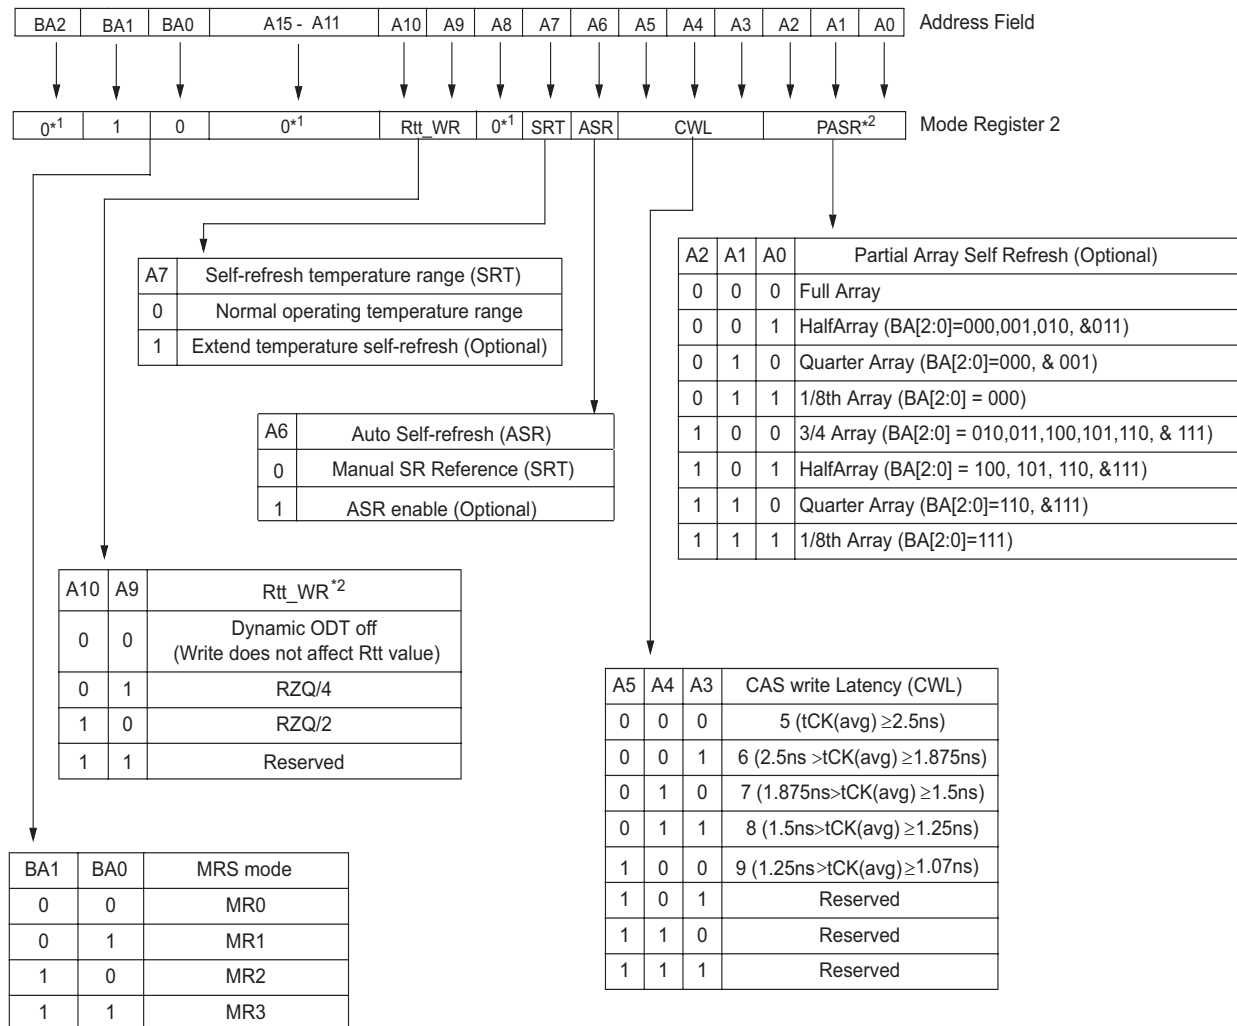 BA2 BA1 BA0 A15 - A11 A10 A9 A8 A7 A6 A5 A4 A3 A2 A1 A0 Address Field
0*1 1 0 0*1 Rtt_WR 0*1 SRT ASR CWL PASR*2 Mode Register 2
A7 Self-refresh temperature range (SRT)
0 Normal operating temperature range
1 Extend temperature self-refresh (Optional)
A2 A1 A0 Partial Array Self Refresh (Optional)
0 0 0 Full Array
0 0 1 HalfArray (BA[2:0]=000,001,010, &011)
0 1 0 Quarter Array (BA[2:0]=000, & 001)
0 1 1 1/8th Array (BA[2:0] = 000)
1 0 0 3/4 Array (BA[2:0] = 010,011,100,101,110, & 111)
1 0 1 HalfArray (BA[2:0] = 100, 101, 110, &111)
1 1 0 Quarter Array (BA[2:0]=110, &111)
1 1 1 1/8th Array (BA[2:0]=111)
A6 Auto Self-refresh (ASR)
0 Manual SR Reference (SRT)
1 ASR enable (Optional)
A10 A9 Rtt_WR*2
0 0 Dynamic ODT off
(Write does not affect Rtt value)
0 1 RZQ/4
1 0 RZQ/2
1 1 Reserved
A5 A4 A3 CAS write Latency (CWL)
0 0 0 5 (tCK(avg) ≥2.5ns)
0 0 1 6 (2.5ns >tCK(avg) ≥1.875ns)
0 1 0 7 (1.875ns>tCK(avg) ≥1.5ns)
0 1 1 8 (1.5ns>tCK(avg) ≥1.25ns)
1 0 0 9 (1.25ns>tCK(avg) ≥1.07ns)
1 0 1 Reserved
1 1 0 Reserved
1 1 1 Reserved
BA1 BA0 MRS mode
0 0 MR0
0 1 MR1
1 0 MR2
1 1 MR3